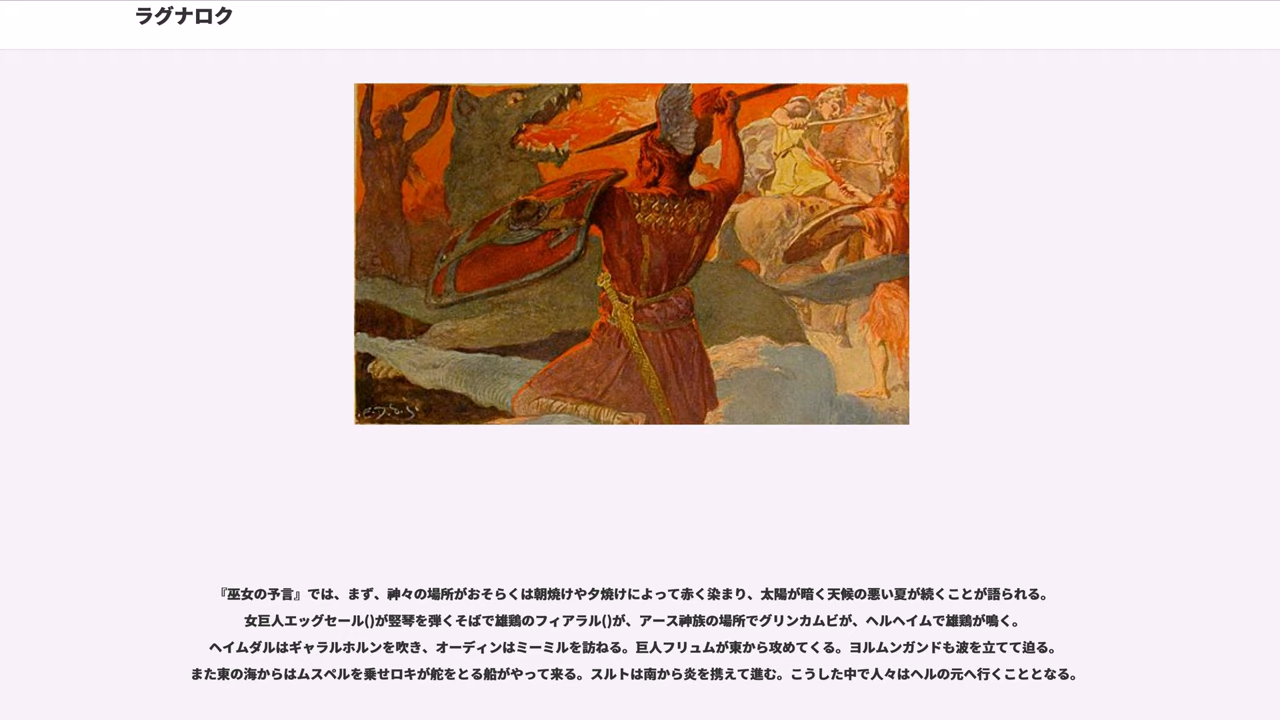 ラグナロク
『巫女の予言』では、まず、神々の場所がおそらくは朝焼けや夕焼けによって赤く染まり、太陽が暗く天候の悪い夏が続くことが語られる。
女巨人エッグセール()が竪琴を弾くそばで雄鶏のフィアラル()が、アース神族の場所でグリンカムビが、ヘルヘイムで雄鶏が鳴く。
ヘイムダルはギャラルホルンを吹き、オーディンはミーミルを訪ねる。巨人フリュムが東から攻めてくる。ヨルムンガンドも波を立てて迫る。
また東の海からはムスペルを乗せロキが舵をとる船がやって来る。スルトは南から炎を携えて進む。こうした中で人々はヘルの元へ行くこととなる。